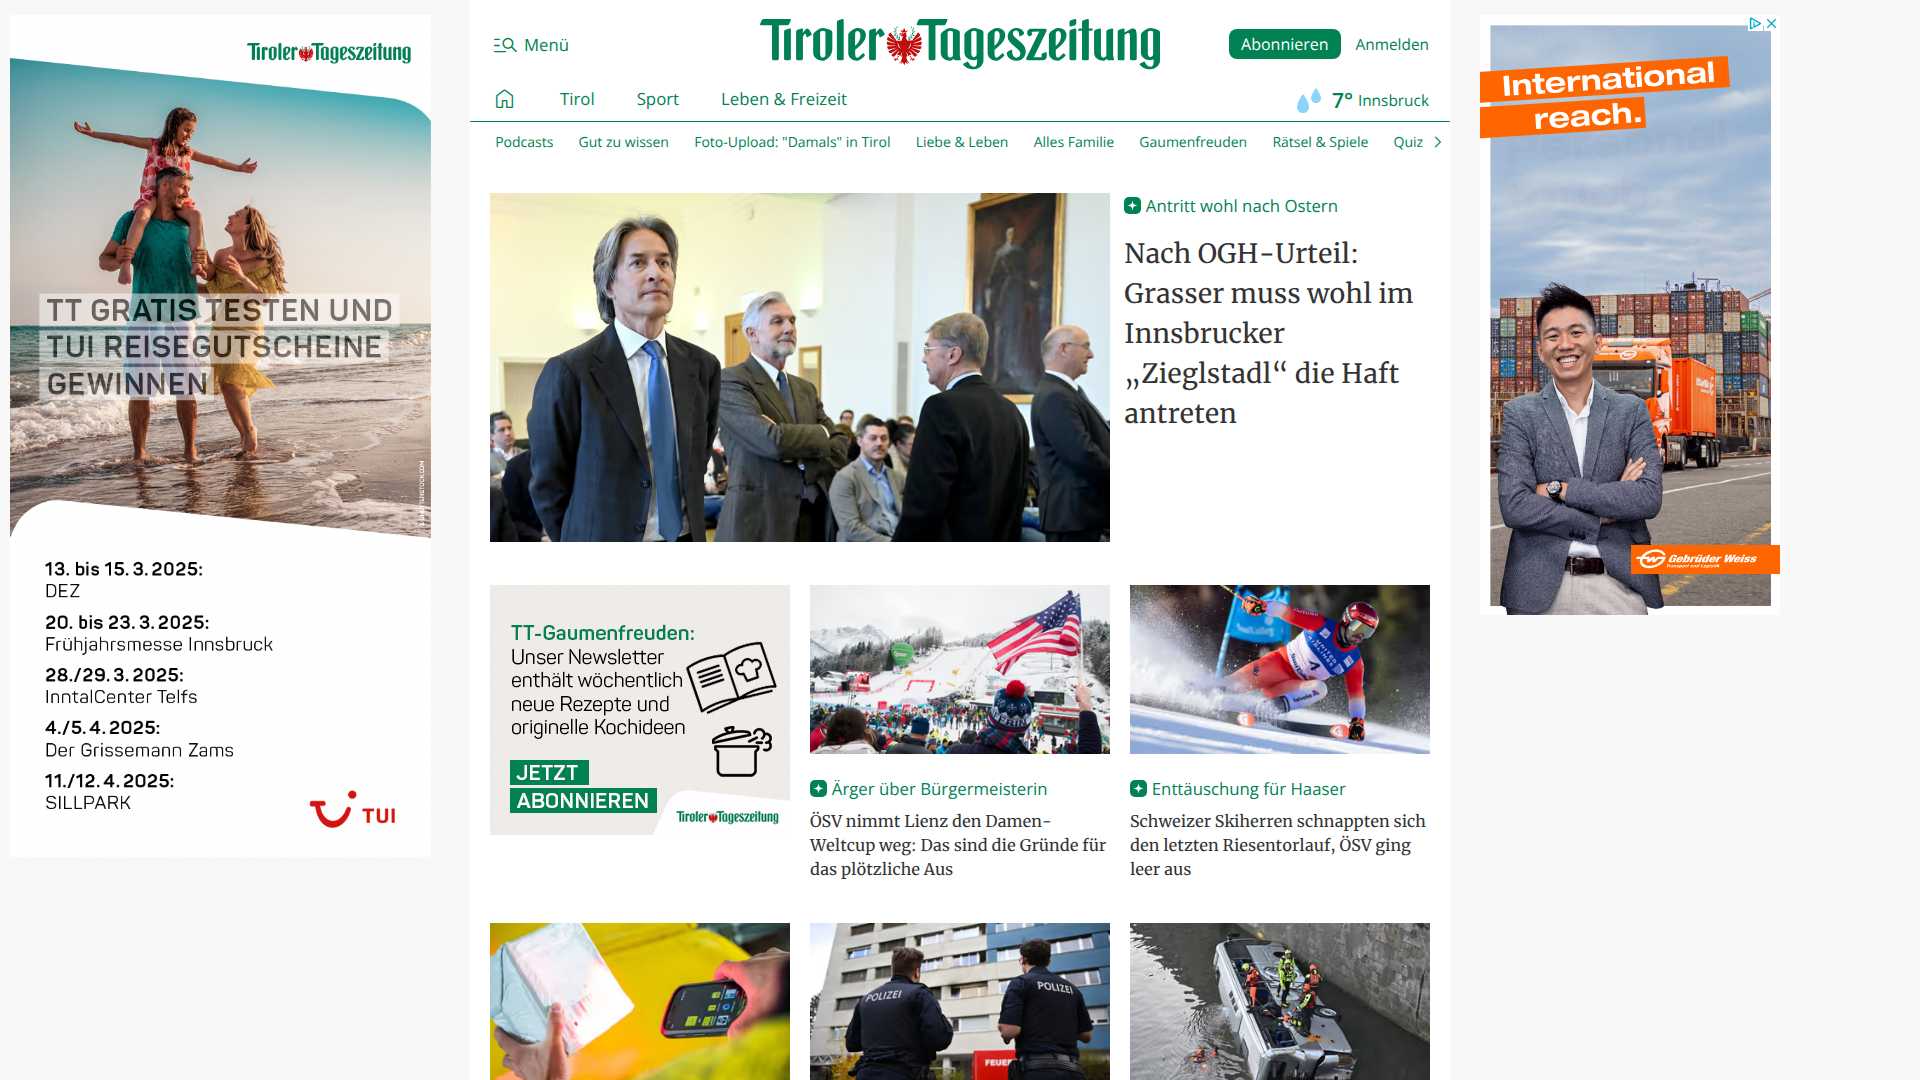 Tiroler Tageszeitung
TT GRATIS TESTEN UND
TUI REISEGUTSCHEINE
GEWINNEN
13. bis 15. 3. 2025:
DEZ
20. bis 23. 3. 2025:
Frühjahrsmesse Innsbruck
28./29. 3. 2025:
InntalCenter Telfs
4./5. 4. 2025:
Der Grissemann Zams
11./12. 4. 2025:
SILLPARK
TUI
Menü
Tiroler Tageszeitung
Abonnieren
Anmelden
Tirol
Sport
Leben & Freizeit
7° Innsbruck
Podcasts
Gut zu wissen
Foto-Upload: "Damals" in Tirol
Liebe & Leben
Alles Familie
Gaumenfreuden
Rätsel & Spiele
Quiz
Antritt wohl nach Ostern
Nach OGH-Urteil:
Grasser muss wohl im
Innsbrucker
„Zieglstadl“ die Haft
antreten
TT-Gaumenfreuden:
Unser Newsletter
enthält wöchentlich
neue Rezepte und
originelle Kochideen
JETZT
ABONNIEREN
Tiroler Tageszeitung
Ärger über Bürgermeisterin
ÖSV nimmt Lienz den Damen-
Weltcup weg: Das sind die Gründe für
das plötzliche Aus
Enttäuschung für Haaser
Schweizer Skiherren schnappten sich
den letzten Riesentorlauf, ÖSV ging
leer aus
POLIZEI
POLIZEI
FEUER
International
reach.
Gebrüder Weiss
Transport und Logistik